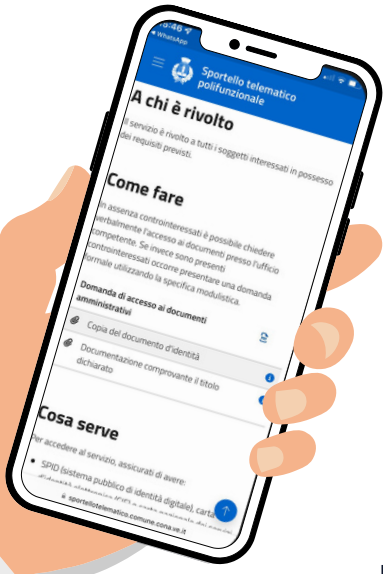 15:46
WhatsApp
Sportello telematico
polifunzionale
A chi è rivolto
Il servizio è rivolto a tutti i soggetti interessati in possesso
dei requisiti previsti.
Come fare
In assenza controinteressati è possibile chiedere
verbalmente l'accesso ai documenti presso l'ufficio
competente. Se invece sono presenti
controinteressati occorre presentare una domanda
formale utilizzando la specifica modulistica.
Domanda di accesso ai documenti
amministrativi
Copia del documento d'identità
Documentazione comprovante il titolo
dichiarato
Cosa serve
Per accedere al servizio, assicurati di avere:
SPID (sistema pubblico di identità digitale), carta
sportellotelematico.comune.cona.ve.it